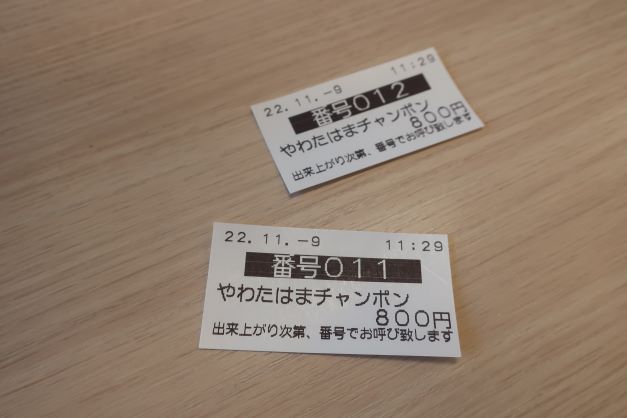 22.11.-9 11:29
番号012
やわたはまチャンポン
800円
出来上がり次第、番号でお呼び致します
22.11.-9 11:29
番号011
やわたはまチャンポン
800円
出来上がり次第、番号でお呼び致します